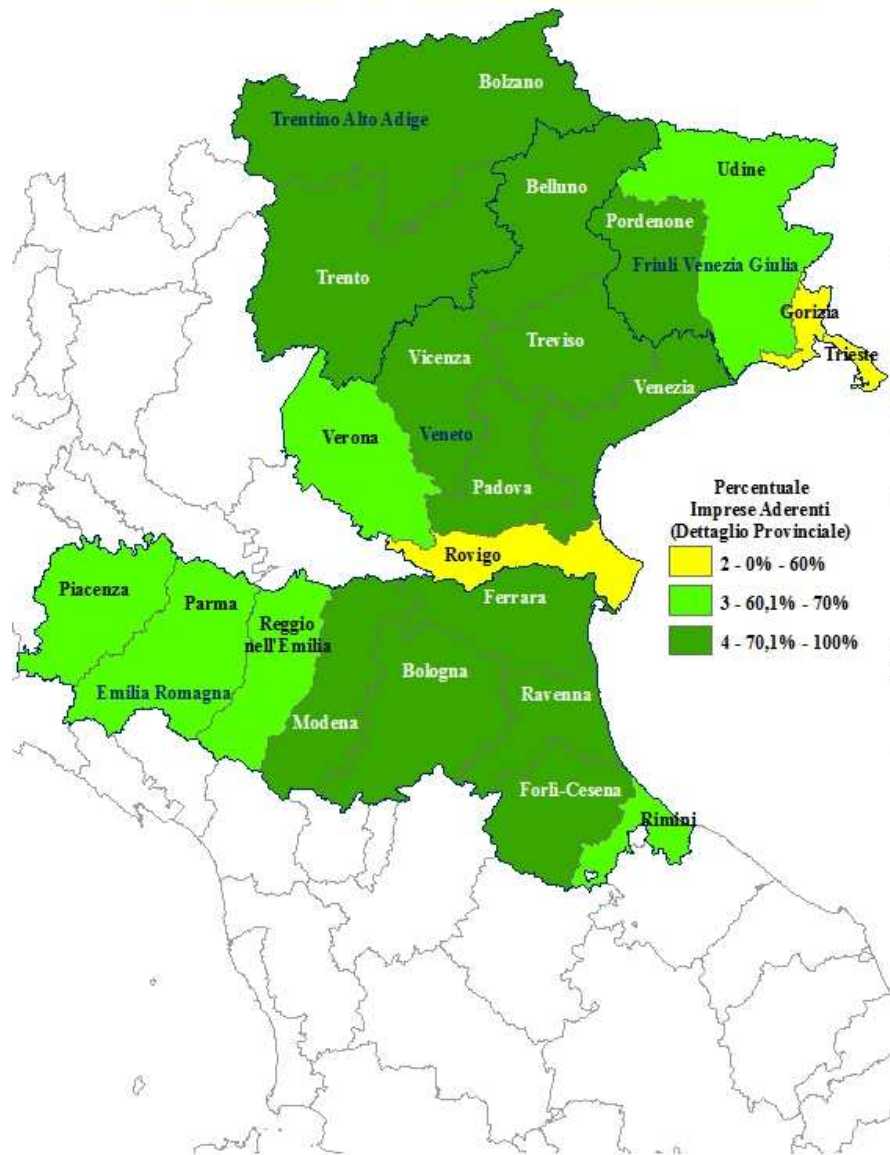 Bolzano
Trentino Alto Adige
Udine
Belluno
Pordenone
Trento
Friuli Venezia Giulia
Gorizia
Treviso
Vicenza
Trieste
Venezia
Verona
Veneto
Padova
Percentuale
Imprese Aderenti
(Dettaglio Provinciale)
2 - 0% - 60%
3 - 60,1% - 70%
4 - 70,1% - 100%
Rovigo
Piacenza
Parma
Ferrara
Reggio
nell'Emilia
Bologna
Emilia Romagna
Ravenna
Modena
Forlì-Cesena
Rimini